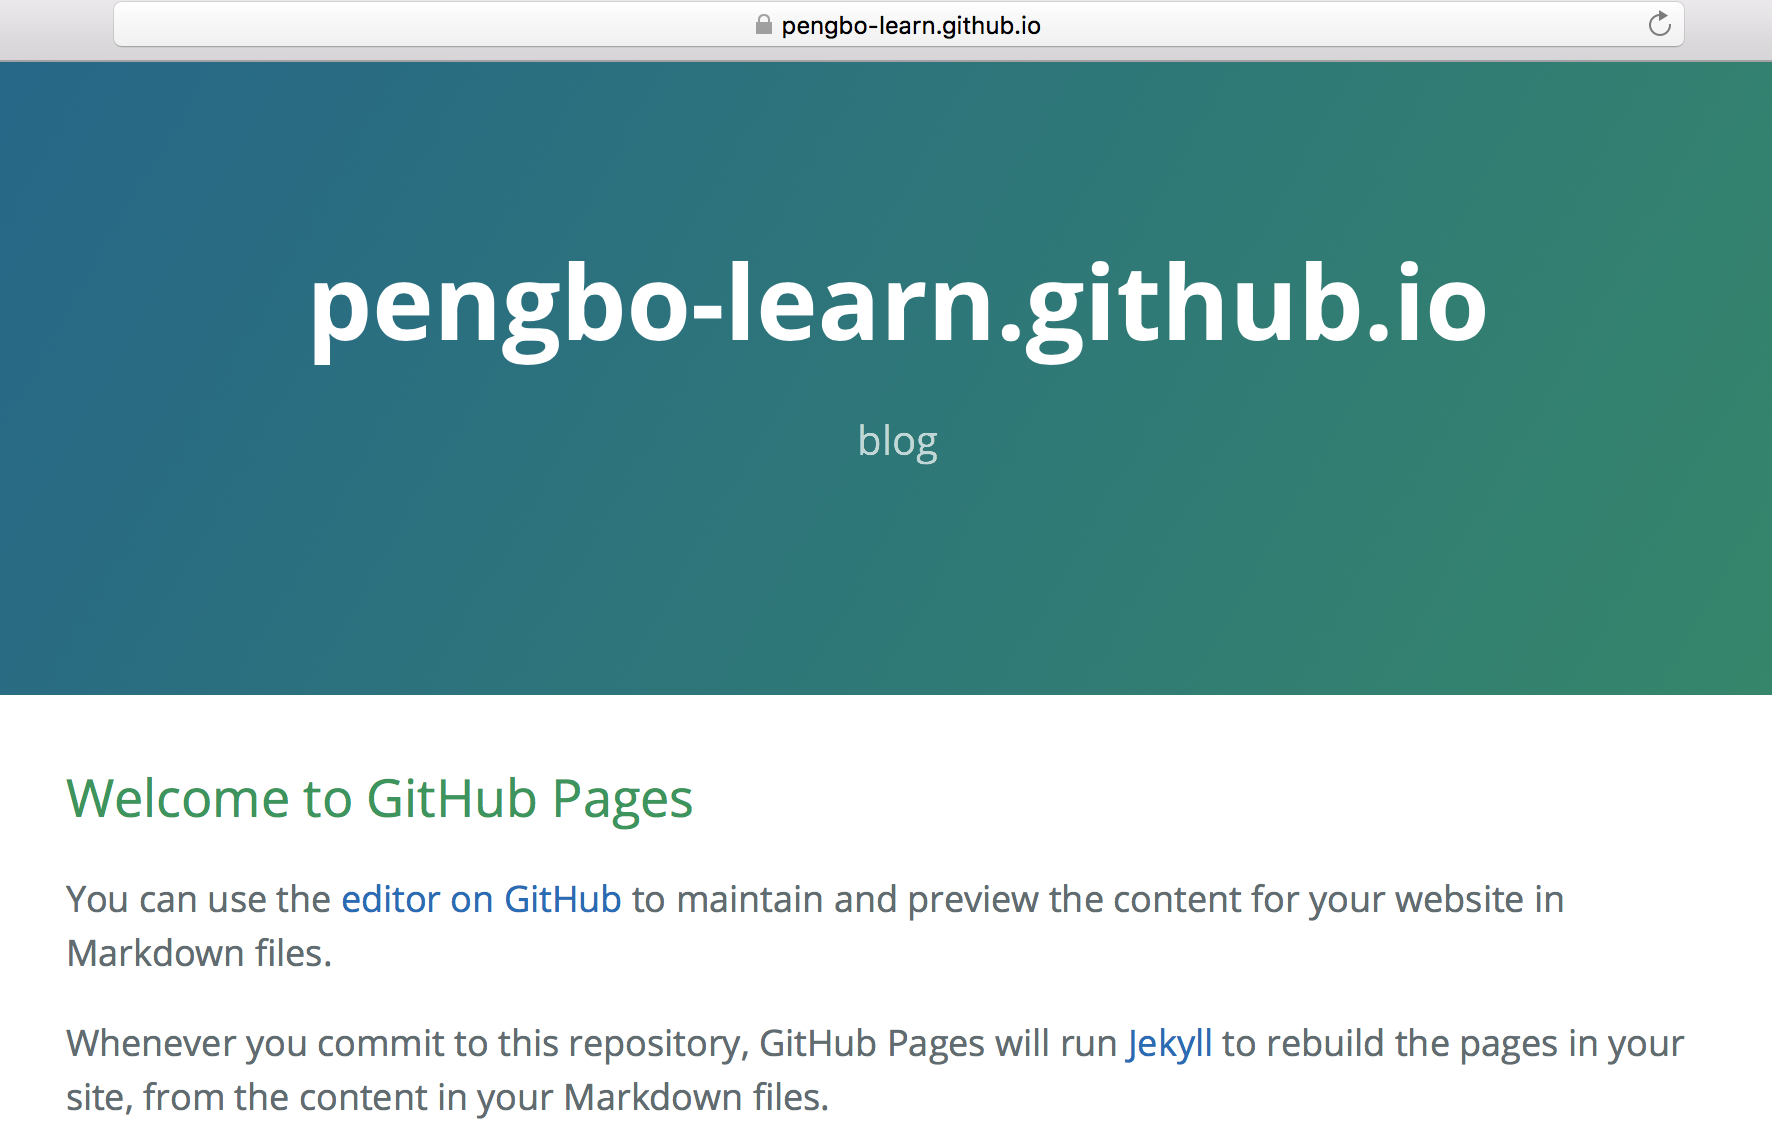 pengbo-learn.github.io
pengbo-learn.github.io
blog
Welcome to GitHub Pages
You can use the editor on GitHub to maintain and preview the content for your website in
Markdown files.
Whenever you commit to this repository, GitHub Pages will run Jekyll to rebuild the pages in your
site, from the content in your Markdown files.